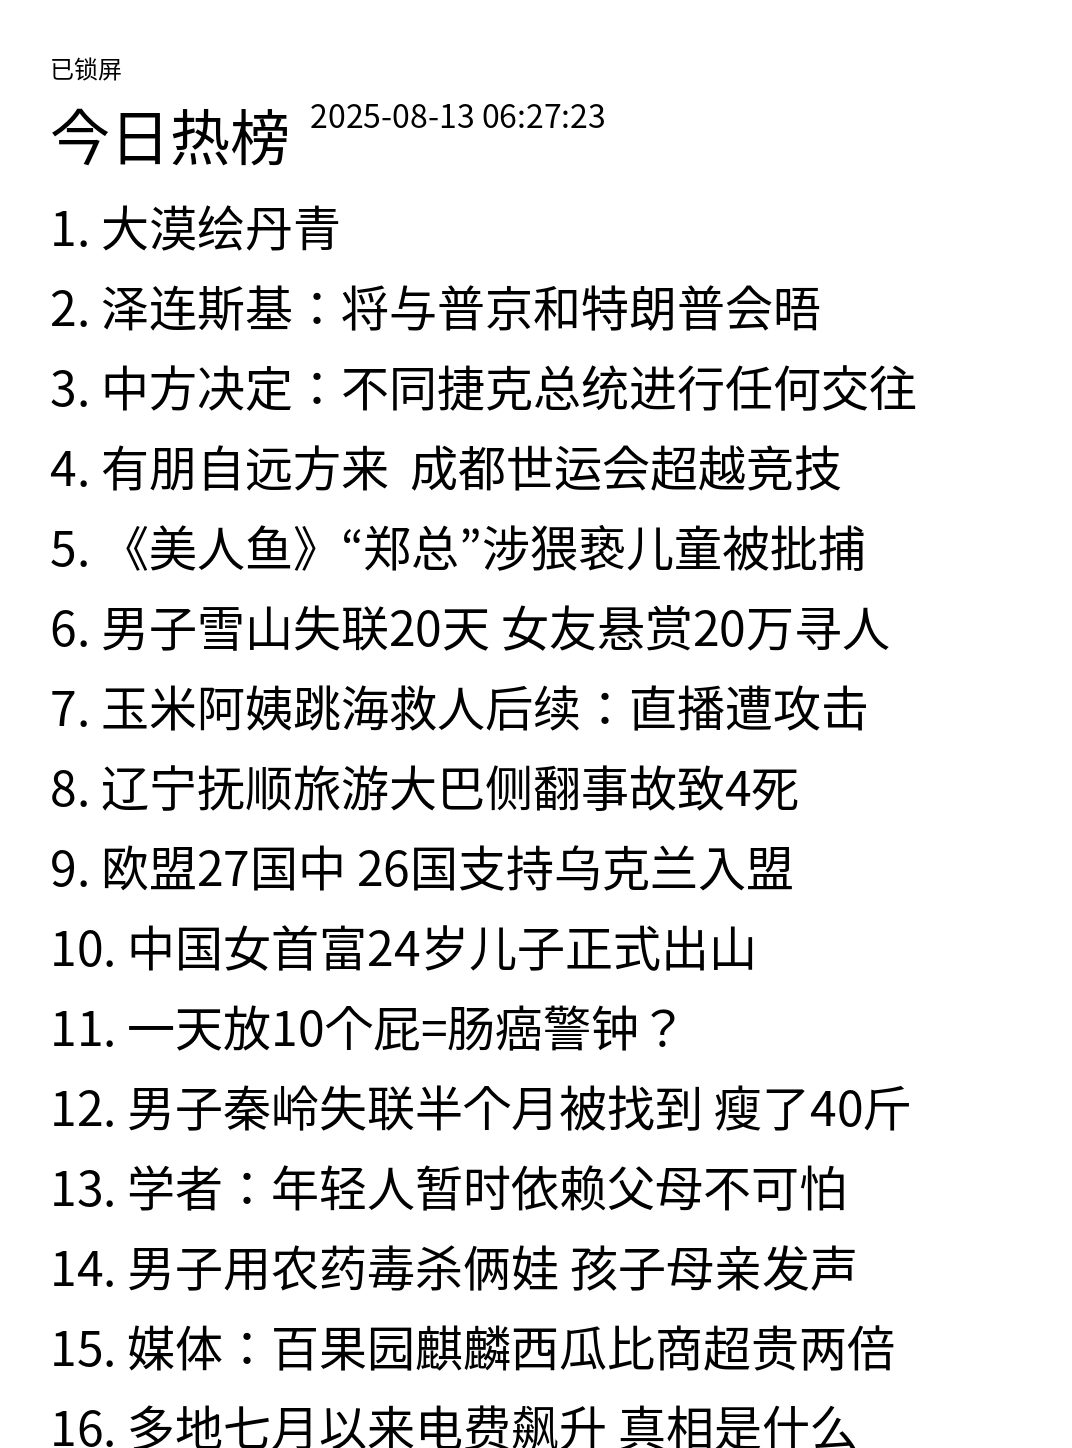 已锁屏
今日热榜 2025-08-13 06:27:23
1. 大漠绘丹青
2. 泽连斯基：将与普京和特朗普会晤
3. 中方决定：不同捷克总统进行任何交往
4. 有朋自远方来  成都世运会超越竞技
5. 《美人鱼》“郑总”涉猥亵儿童被批捕
6. 男子雪山失联20天 女友悬赏20万寻人
7. 玉米阿姨跳海救人后续：直播遭攻击
8. 辽宁抚顺旅游大巴侧翻事故致4死
9. 欧盟27国中 26国支持乌克兰入盟
10. 中国女首富24岁儿子正式出山
11. 一天放10个屁=肠癌警钟？
12. 男子秦岭失联半个月被找到 瘦了40斤
13. 学者：年轻人暂时依赖父母不可怕
14. 男子用农药毒杀俩娃 孩子母亲发声
15. 媒体：百果园麒麟西瓜比商超贵两倍
16. 多地七月以来电费飙升 真相是什么